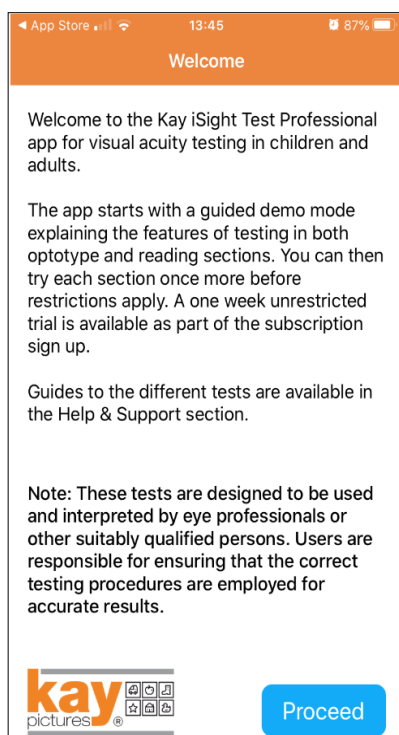 ◀ App Store 13:45 87%
Welcome
Welcome to the Kay iSight Test Professional
app for visual acuity testing in children and
adults.
The app starts with a guided demo mode
explaining the features of testing in both
optotype and reading sections. You can then
try each section once more before
restrictions apply. A one week unrestricted
trial is available as part of the subscription
sign up.
Guides to the different tests are available in
the Help & Support section.
Note: These tests are designed to be used
and interpreted by eye professionals or
other suitably qualified persons. Users are
responsible for ensuring that the correct
testing procedures are employed for
accurate results.
kay
pictures ®
Proceed